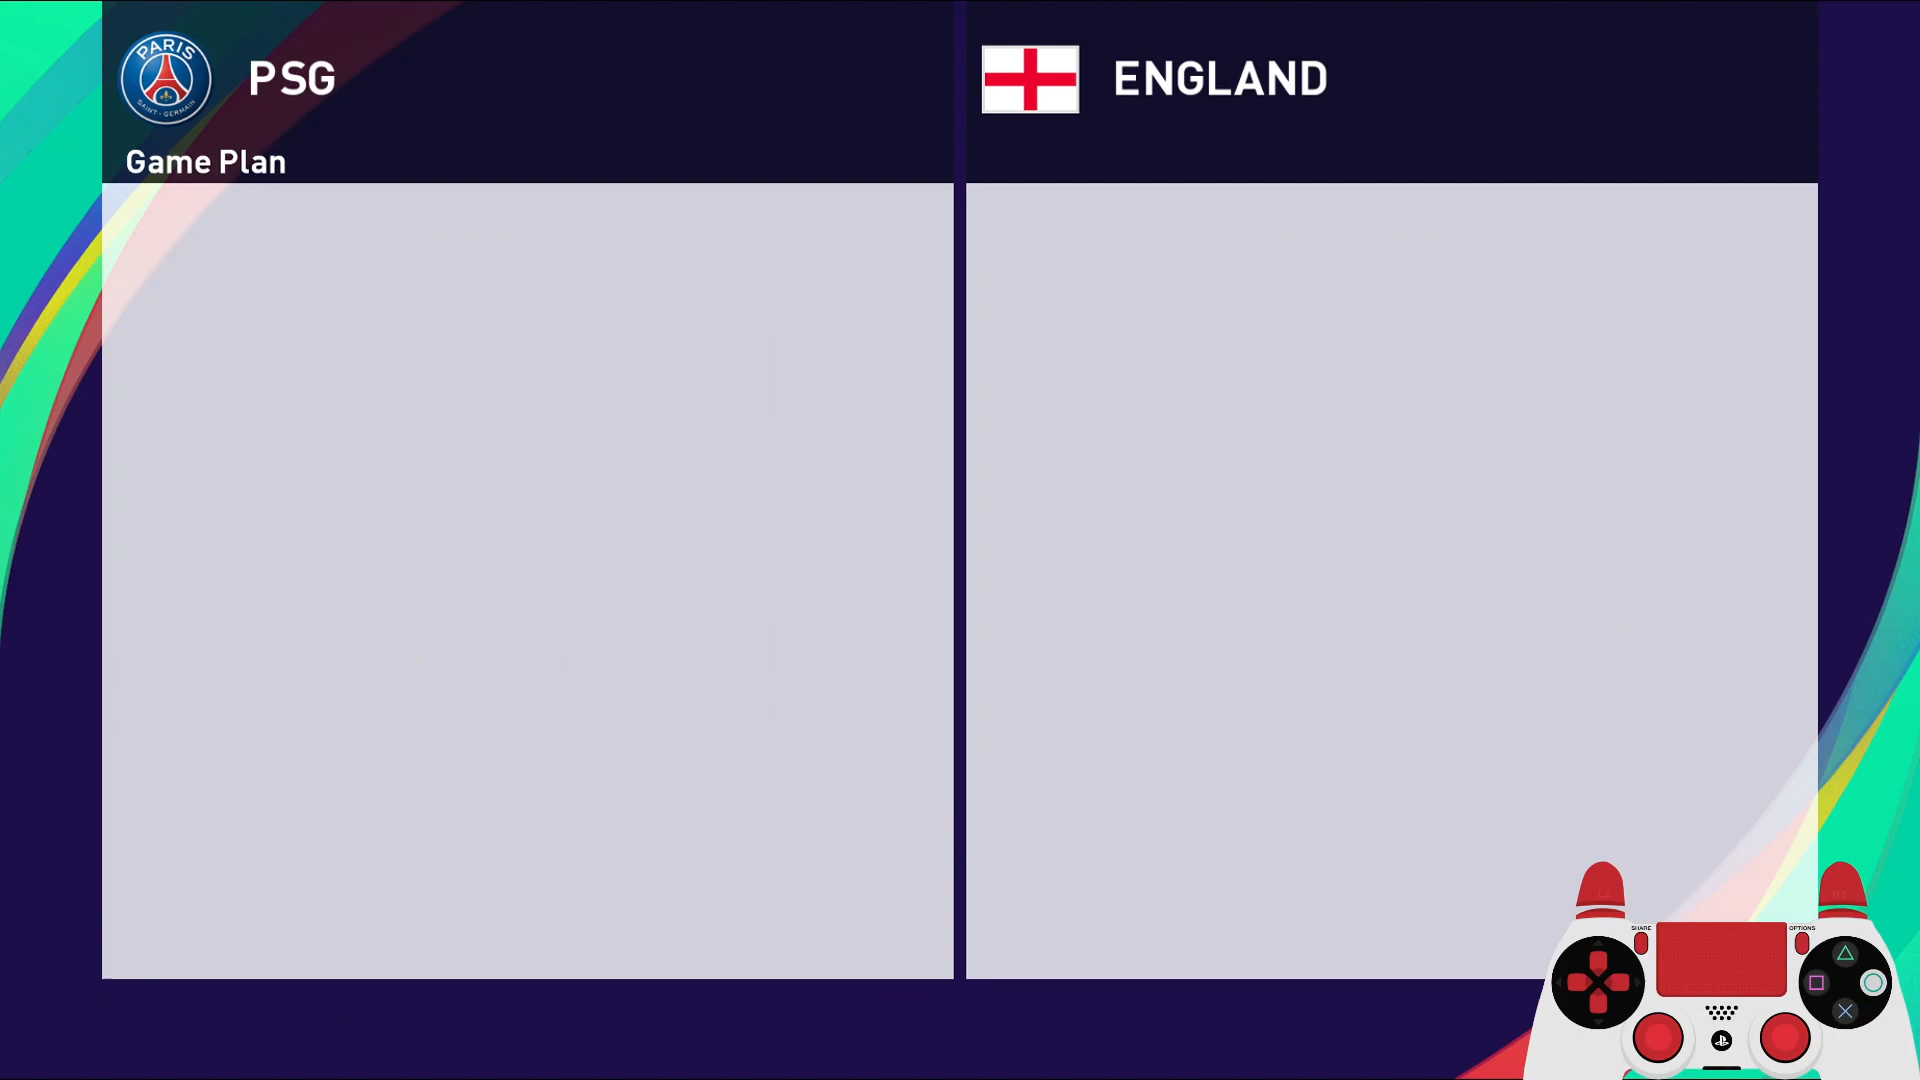 PARIS
SAINT-GERMAIN
PSG
Game Plan
ENGLAND
SHARE
OPTIONS